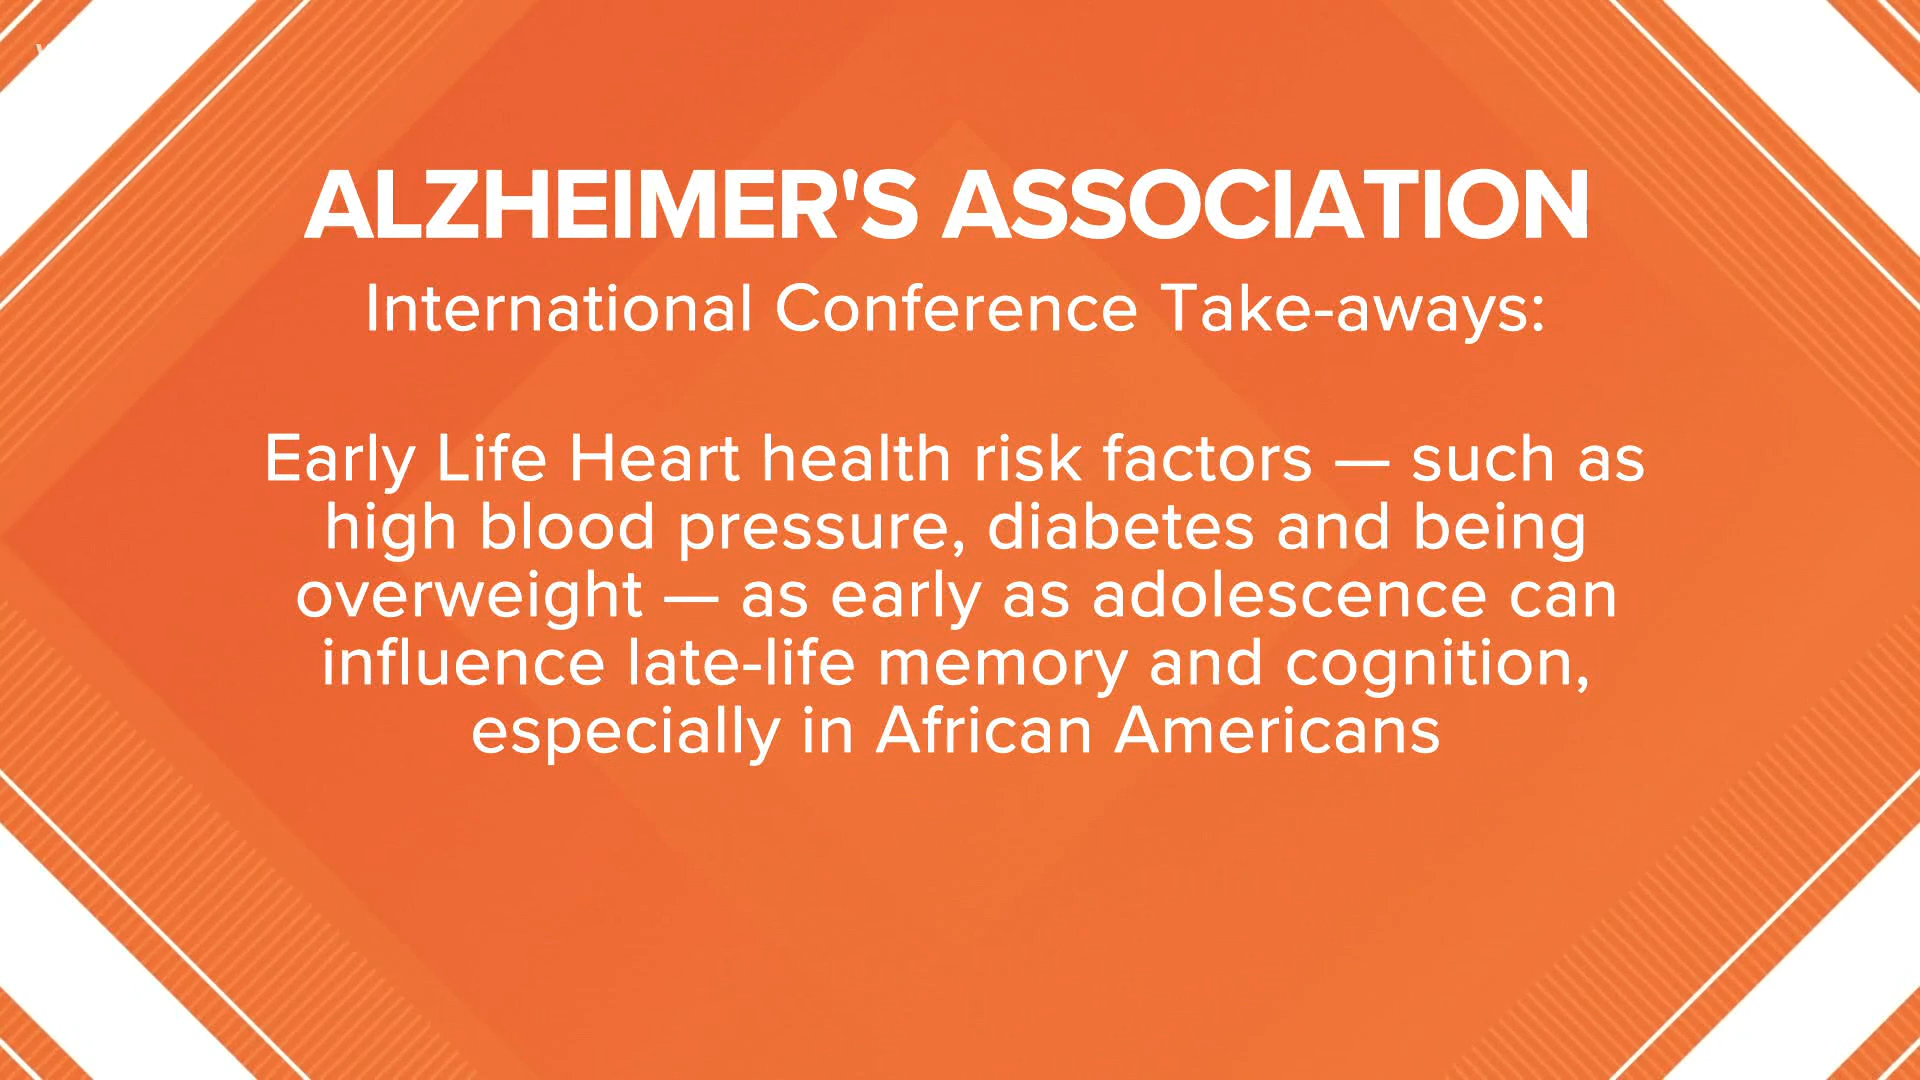 ALZHEIMER'S ASSOCIATION
International Conference Take-aways:
Early Life Heart health risk factors — such as
high blood pressure, diabetes and being
overweight — as early as adolescence can
influence late-life memory and cognition,
especially in African Americans